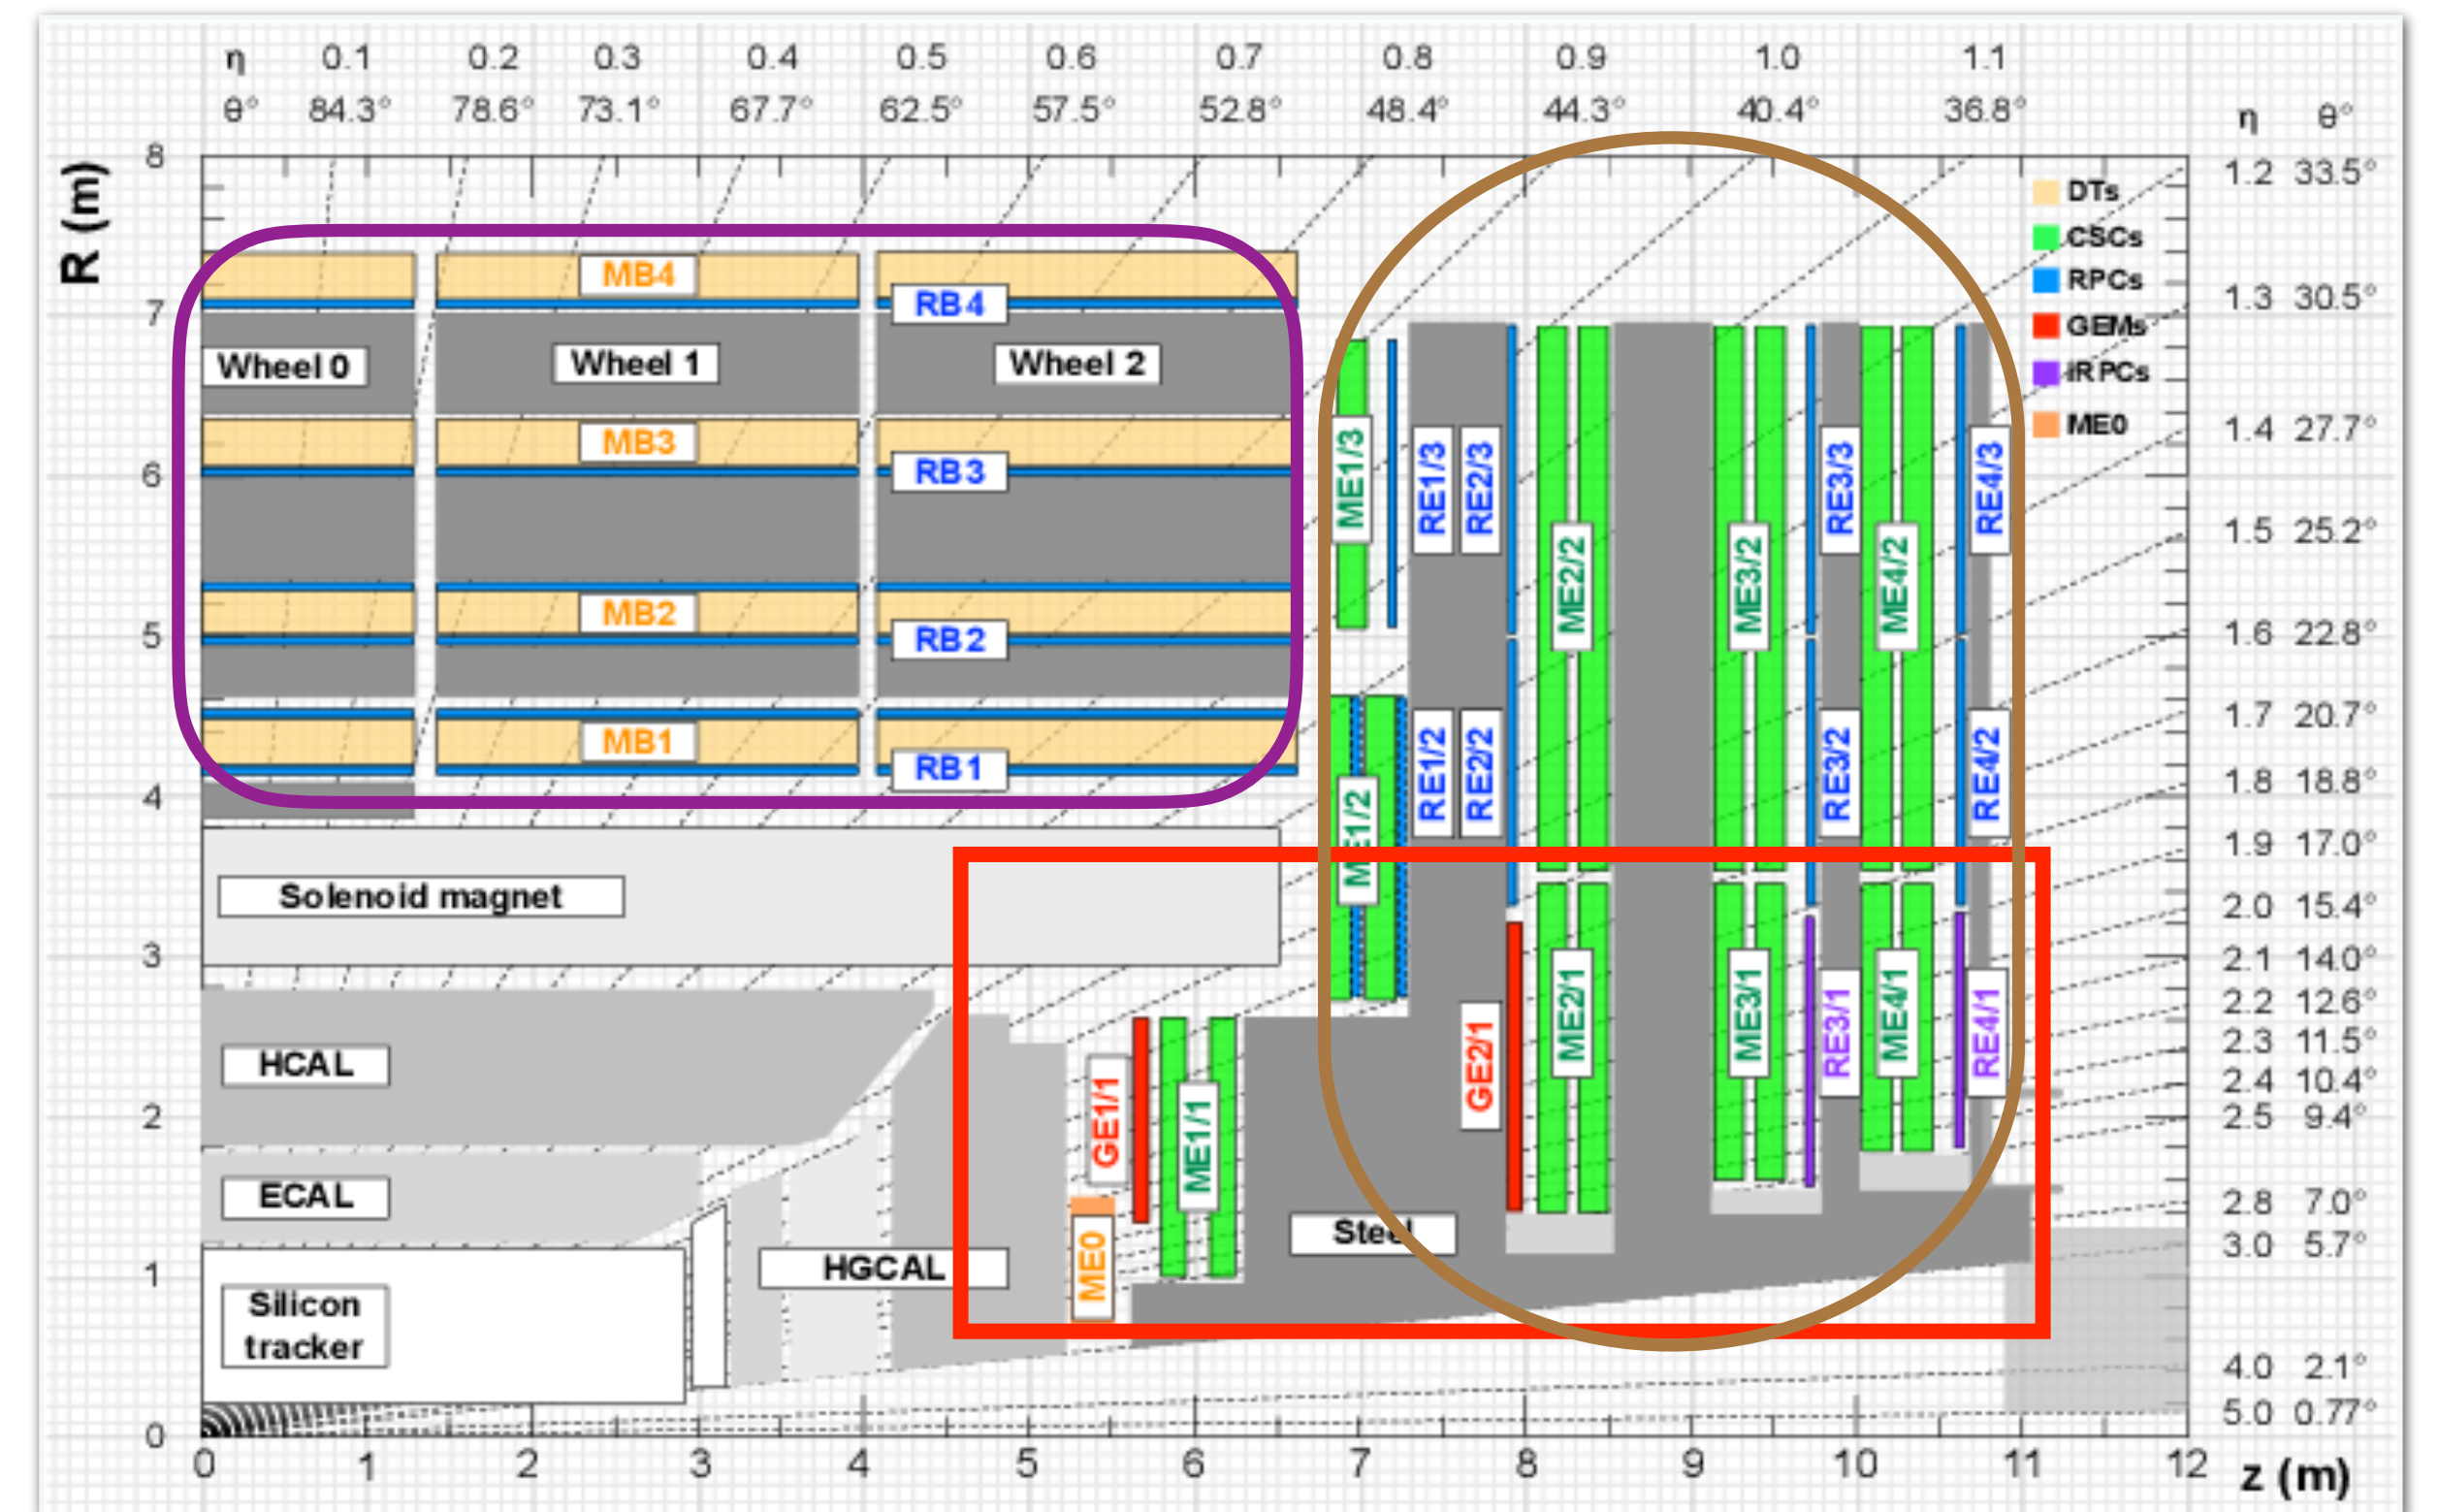 η 0.1 0.2 0.3 0.4 0.5 0.6 0.7 0.8 0.9 1.0 1.1
θ° 84.3° 78.6° 73.1° 67.7° 62.5° 57.5° 52.8° 48.4° 44.3° 40.4° 36.8° η θ°
R (m)
8
7
6
5
4
3
2
1
0
1.2 33.5°
1.3 30.5°
1.4 27.7°
1.5 25.2°
1.6 22.8°
1.7 20.7°
1.8 18.8°
1.9 17.0°
2.0 15.4°
2.1 14.0°
2.2 12.6°
2.3 11.5°
2.4 10.4°
2.5 9.4°
2.8 7.0°
3.0 5.7°
4.0 2.1°
5.0 0.77°
DTs
CSCs
RPCs
GEMs
iRPCs
ME0
MB4
RB4
Wheel 0
Wheel 1
Wheel 2
MB3
RB3
MB2
RB2
MB1
RB1
ME1/3
RE1/3
RE2/3
ME2/2
ME3/2
RE3/3
ME4/2
RE4/3
ME1/2
RE1/2
RE2/2
RE3/2
RE4/2
Solenoid magnet
HCAL
ECAL
Silicon
tracker
HGCAL
ME0
GE1/1
ME1/1
Steel
GE2/1
ME2/1
ME3/1
RE3/1
ME4/1
RE4/1
0 1 2 3 4 5 6 7 8 9 10 11 12
z (m)